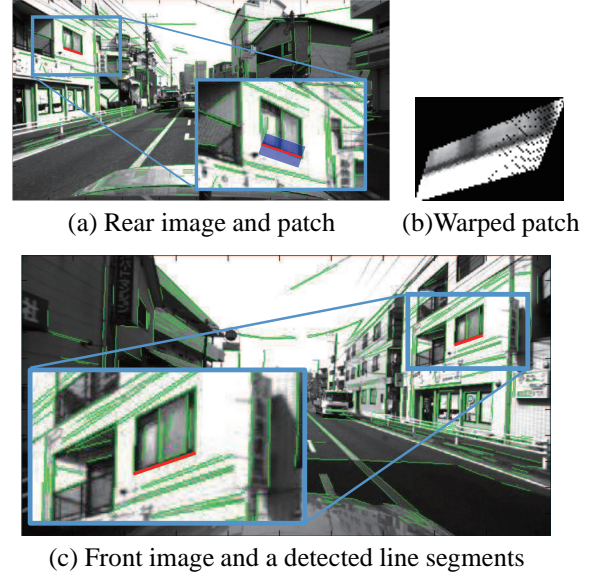 (a) Rear image and patch
(b)Warped patch
(c) Front image and a detected line segments